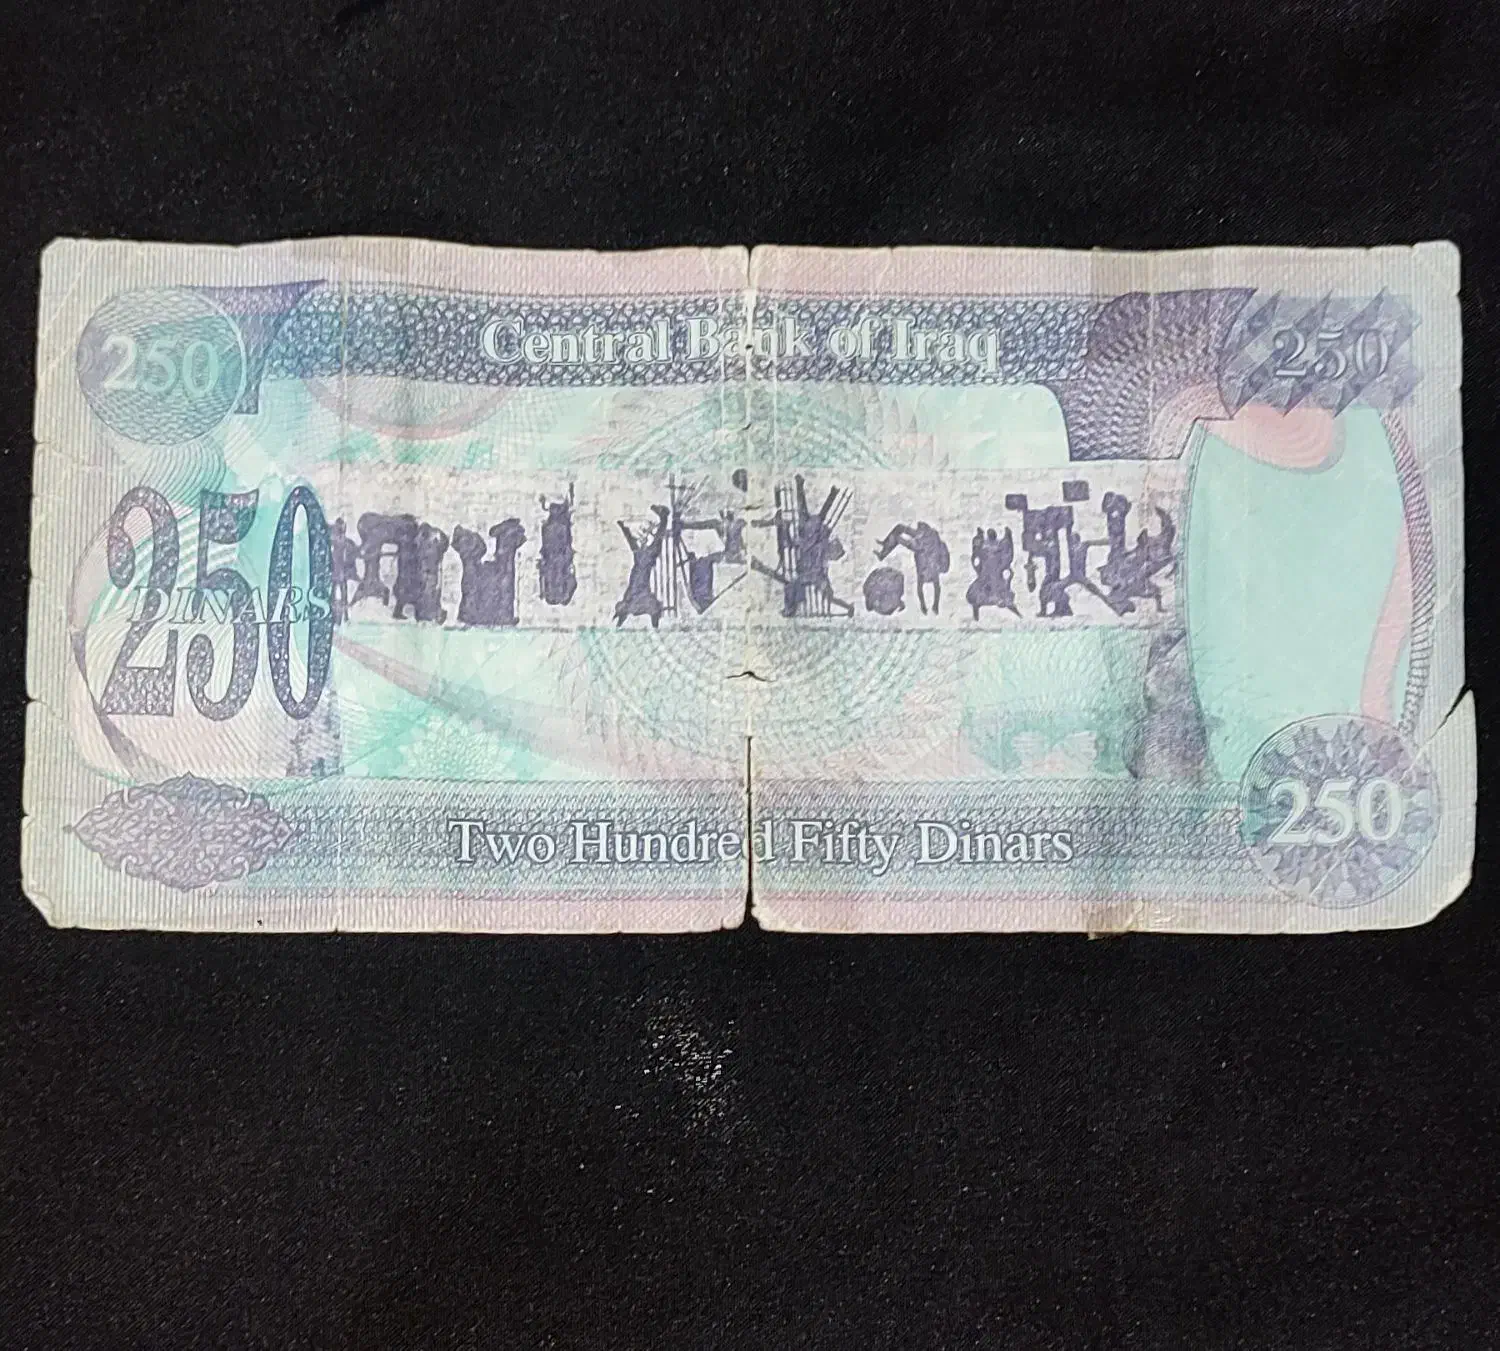 250
Central Bank of Iraq
250
250
DINARS
Two Hundred Fifty Dinars
250